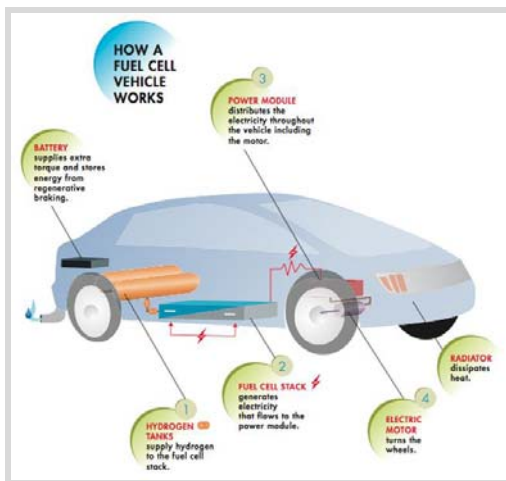 HOW A
FUEL CELL
VEHICLE
WORKS
3
POWER MODULE
distributes the
electricity throughout
the vehicle including
the motor.
BATTERY
supplies extra
torque and stores
energy from
regenerative
braking.
1
HYDROGEN
TANKS
supply hydrogen
to the fuel cell
stack.
2
FUEL CELL STACK
generates
electricity
that flows to the
power module.
4
ELECTRIC
MOTOR
turns the
wheels.
RADIATOR
dissipates
heat.